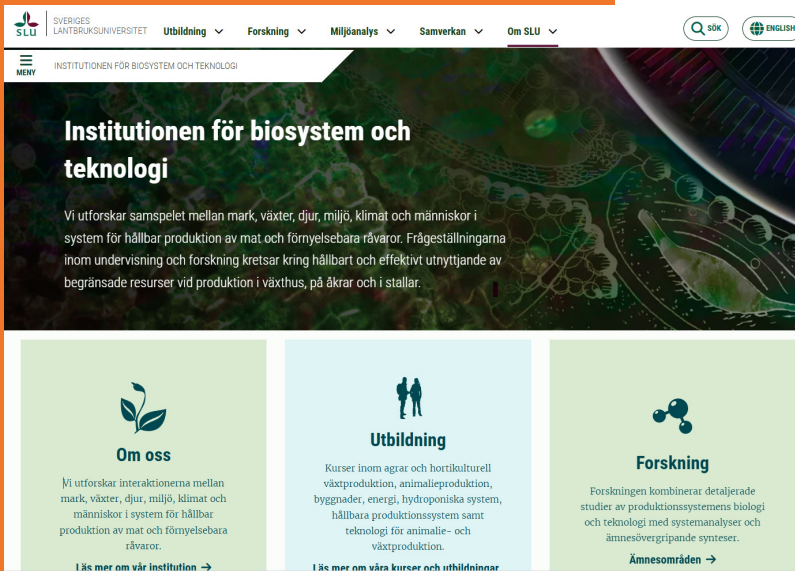 SLU
SVERIGES
LANTBRUKSUNIVERSITET
Utbildning
Forskning
Miljöanalys
Samverkan
Om SLU
SÖK
ENGLISH
MENY
INSTITUTIONEN FÖR BIOSYSTEM OCH TEKNOLOGI
Institutionen för biosystem och
teknologi
Vi utforskar samspelet mellan mark, växter, djur, miljö, klimat och människor i
system för hållbar produktion av mat och förnyelsebara råvaror. Frågeställningarna
inom undervisning och forskning kretsar kring hållbart och effektivt utnyttjande av
begränsade resurser vid produktion i växthus, på åkrar och i stallar.
Om oss
Vi utforskar interaktionerna mellan
mark, växter, djur, miljö, klimat och
människor i system för hållbar
produktion av mat och förnyelsebara
råvaror.
Läs mer om vår institution →
Utbildning
Kurser inom agrar och hortikulturell
växtproduktion, animalieproduktion,
byggnader, energi, hydroponiska system,
hållbara produktionssystem samt
teknologi för animalie- och
växtproduktion.
Läs mer om våra kurser och utbildningar
Forskning
Forskningen kombinerar detaljerade
studier av produktionssystemens biologi
och teknologi med systemanalyser och
ämnesövergripande synteser.
Ämnesområden →